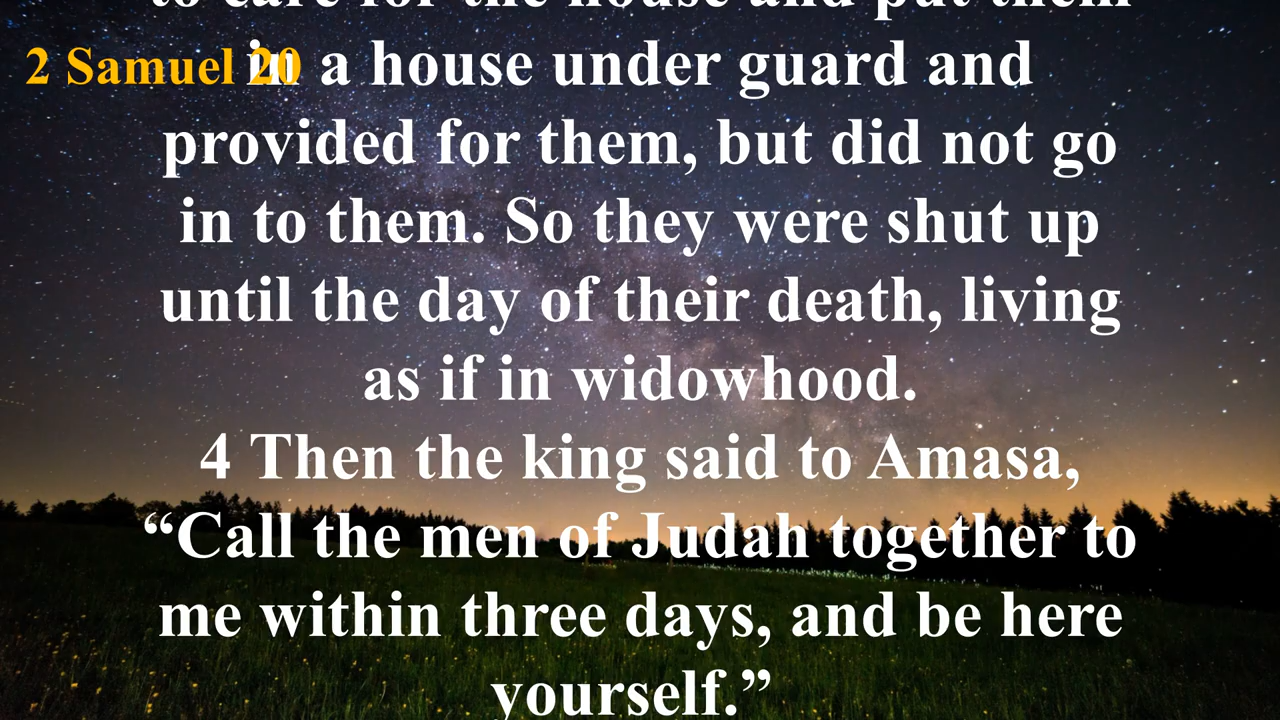 to care for the house and put them
2 Samuel 20
in a house under guard and
provided for them, but did not go
in to them. So they were shut up
until the day of their death, living
as if in widowhood.
4 Then the king said to Amasa,
“Call the men of Judah together to
me within three days, and be here
yourself.”